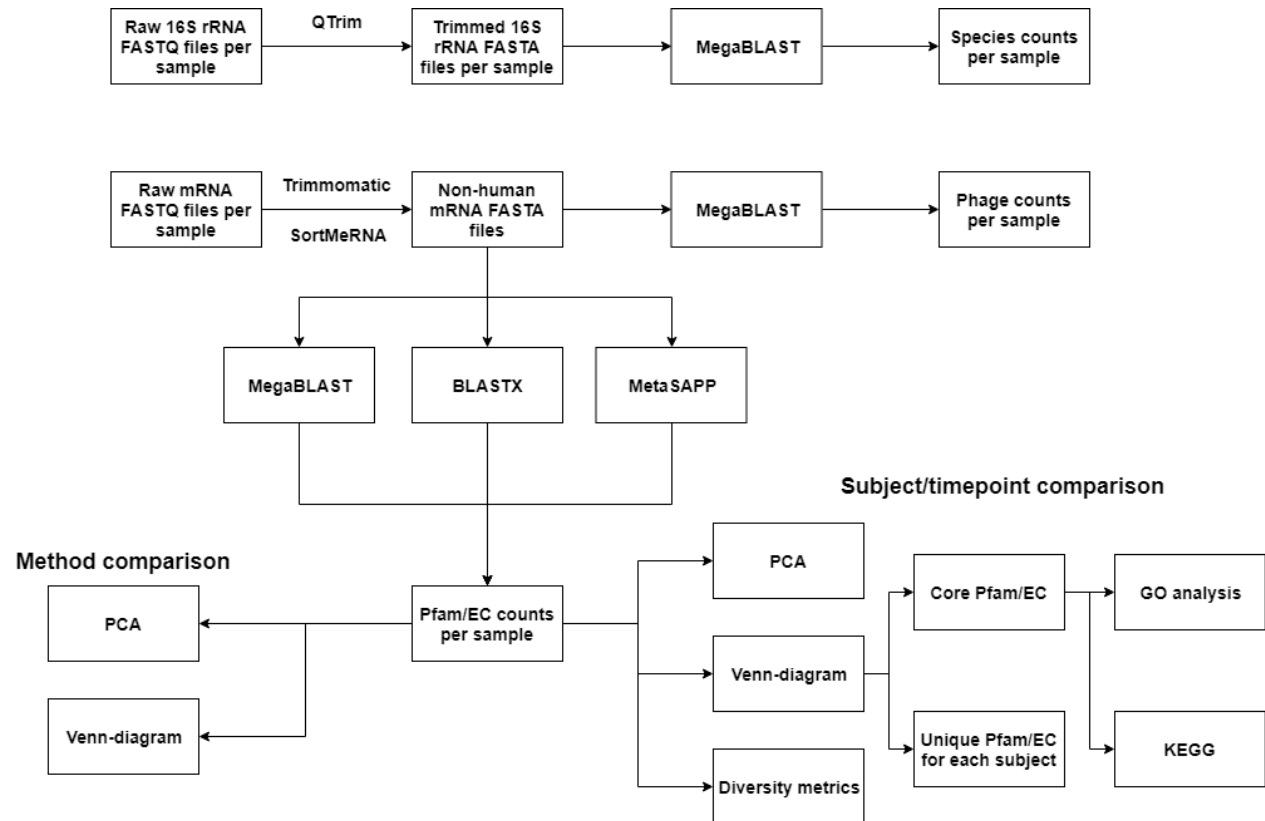 Raw 16S rRNA
FASTQ files per
sample
QTrim
Trimmed 16S
rRNA FASTA
files per sample
MegaBLAST
Species counts
per sample
Raw mRNA
FASTQ files per
sample
Trimmomatic
SortMeRNA
Non-human
mRNA FASTA
files
MegaBLAST
Phage counts
per sample
MegaBLAST
BLASTX
MetaSAPP
Subject/timepoint comparison
Method comparison
PCA
Venn-diagram
Pfam/EC counts
per sample
PCA
Venn-diagram
Diversity metrics
Core Pfam/EC
Unique Pfam/EC
for each subject
GO analysis
KEGG